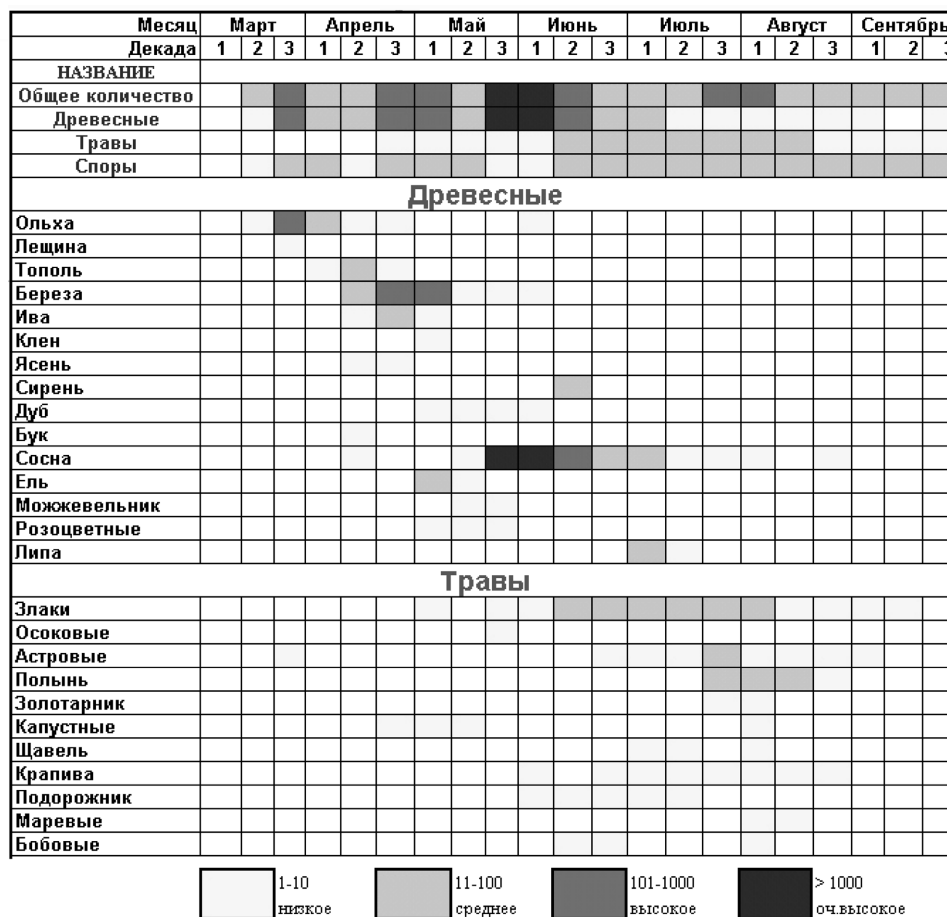 Месяц Март Апрель Май Июнь Июль Август Сентябрь
Декада 1 2 3 1 2 3 1 2 3 1 2 3 1 2 3 1 2 3 1 2 3
НАЗВАНИЕ
Общее количество
Древесные
Травы
Споры
Древесные
Ольха
Лещина
Тополь
Береза
Ива
Клен
Ясень
Сирень
Дуб
Бук
Сосна
Ель
Можжевельник
Розоцветные
Липа
Травы
Злаки
Осоковые
Астровые
Полынь
Золотарник
Капустные
Щавель
Крапива
Подорожник
Маревые
Бобовые
1-10 11-100 101-1000 > 1000
низкое среднее высокое оч.высокое